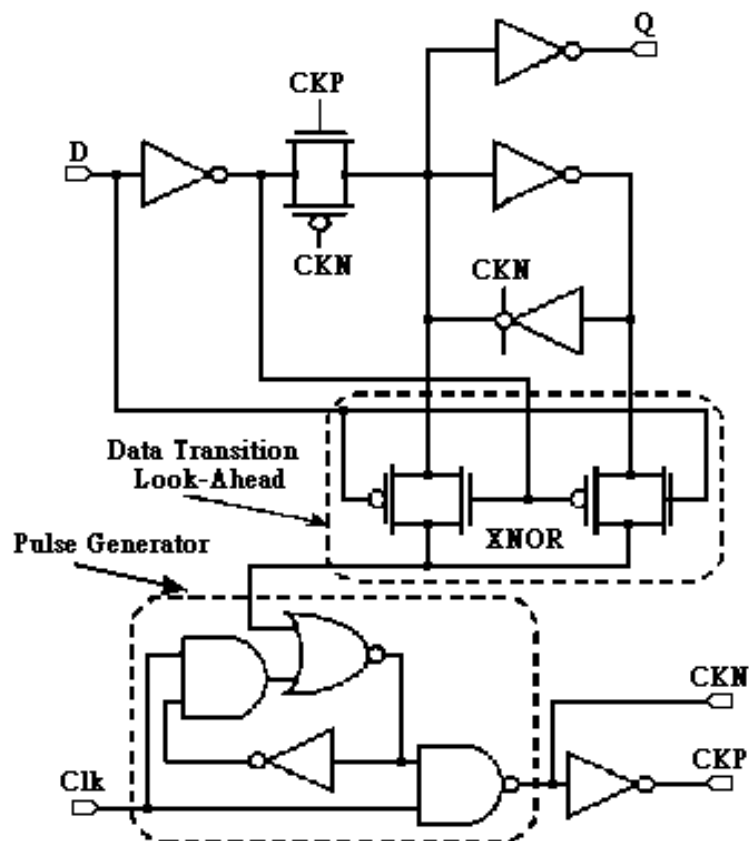 Q
CKP
D
CKN
CKN
Data Transition
Look-Ahead
XNOR
Pulse Generator
CKN
CKP
Clk